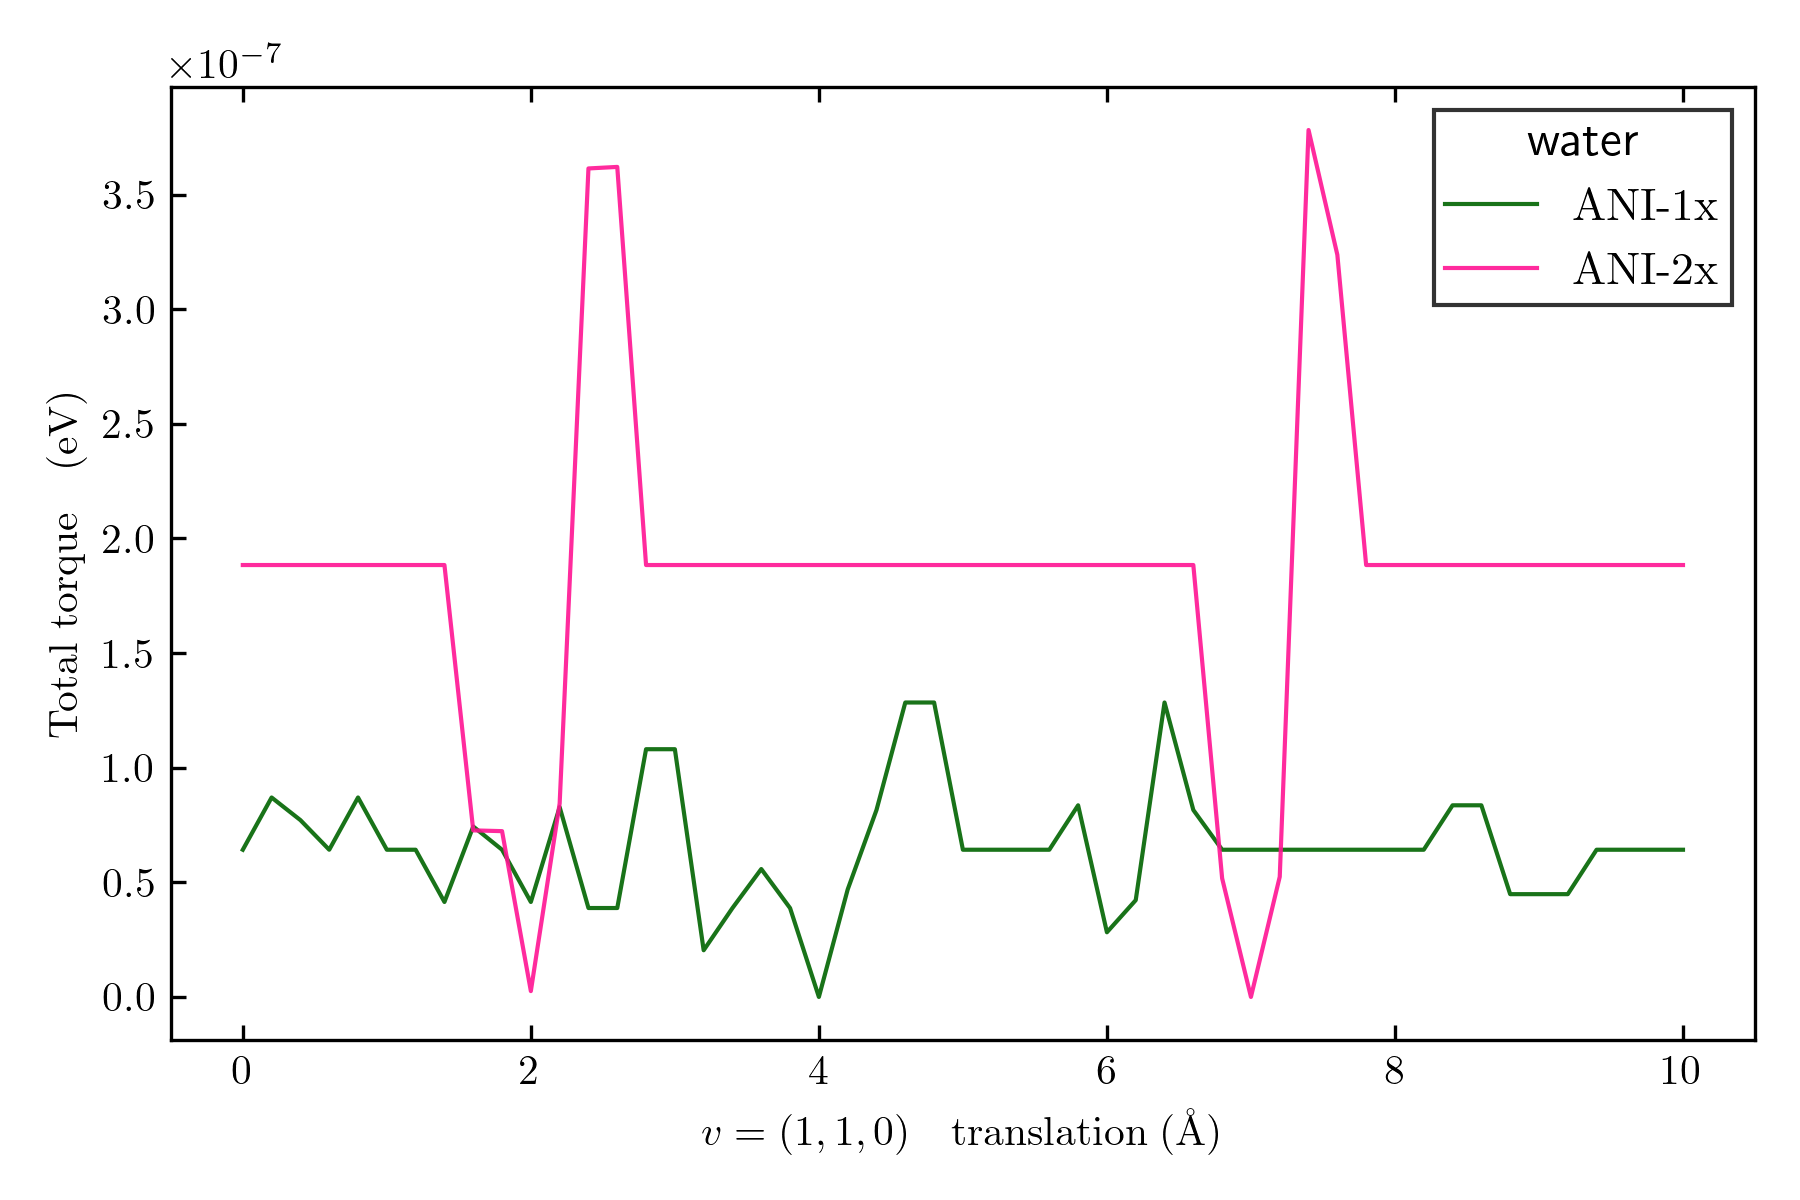 ×10⁻⁷
Total torque (eV)
3.5
3.0
2.5
2.0
1.5
1.0
0.5
0.0
water
ANI-1x
ANI-2x
0 2 4 6 8 10
v = (1, 1, 0) translation (Å)